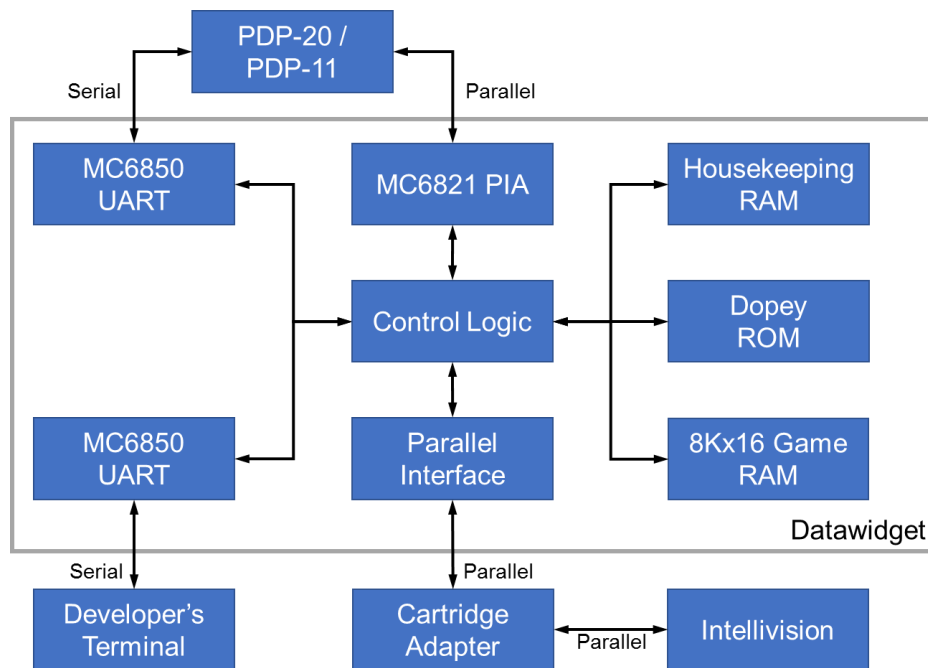 PDP-20 /
PDP-11
Serial
Parallel
MC6850
UART
MC6821 PIA
Housekeeping
RAM
Control Logic
Dopey
ROM
MC6850
UART
Parallel
Interface
8Kx16 Game
RAM
Datawidget
Serial
Parallel
Developer's
Terminal
Cartridge
Adapter
Parallel
Intellivision